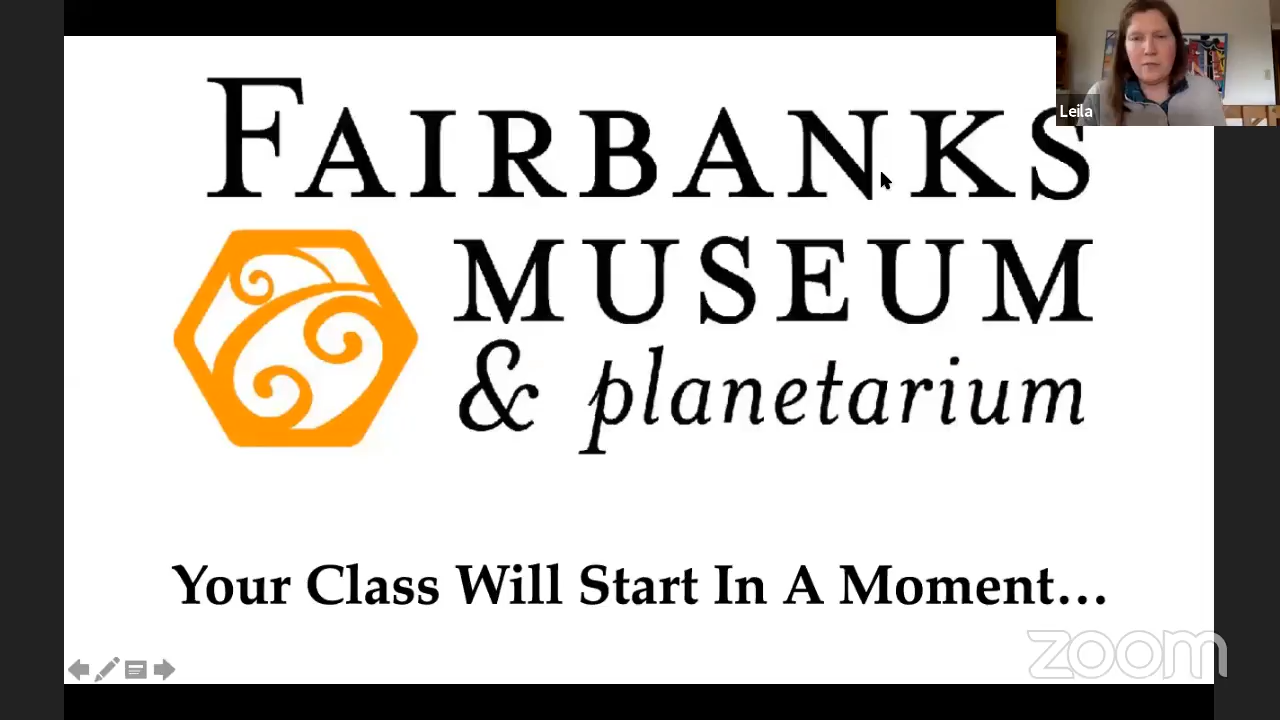 Leila
FAIRBANKS
MUSEUM
& planetarium
Your Class Will Start In A Moment…
zoom